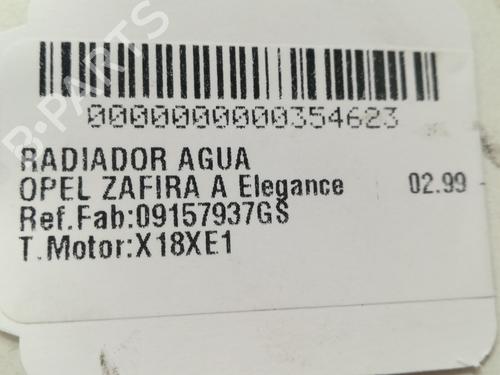 B-PARTS
0000000000354623
RADIADOR AGUA
OPEL ZAFIRA A Elegance 02.99 -
Ref.Fab:09157937GS
T.Motor:X18XE1